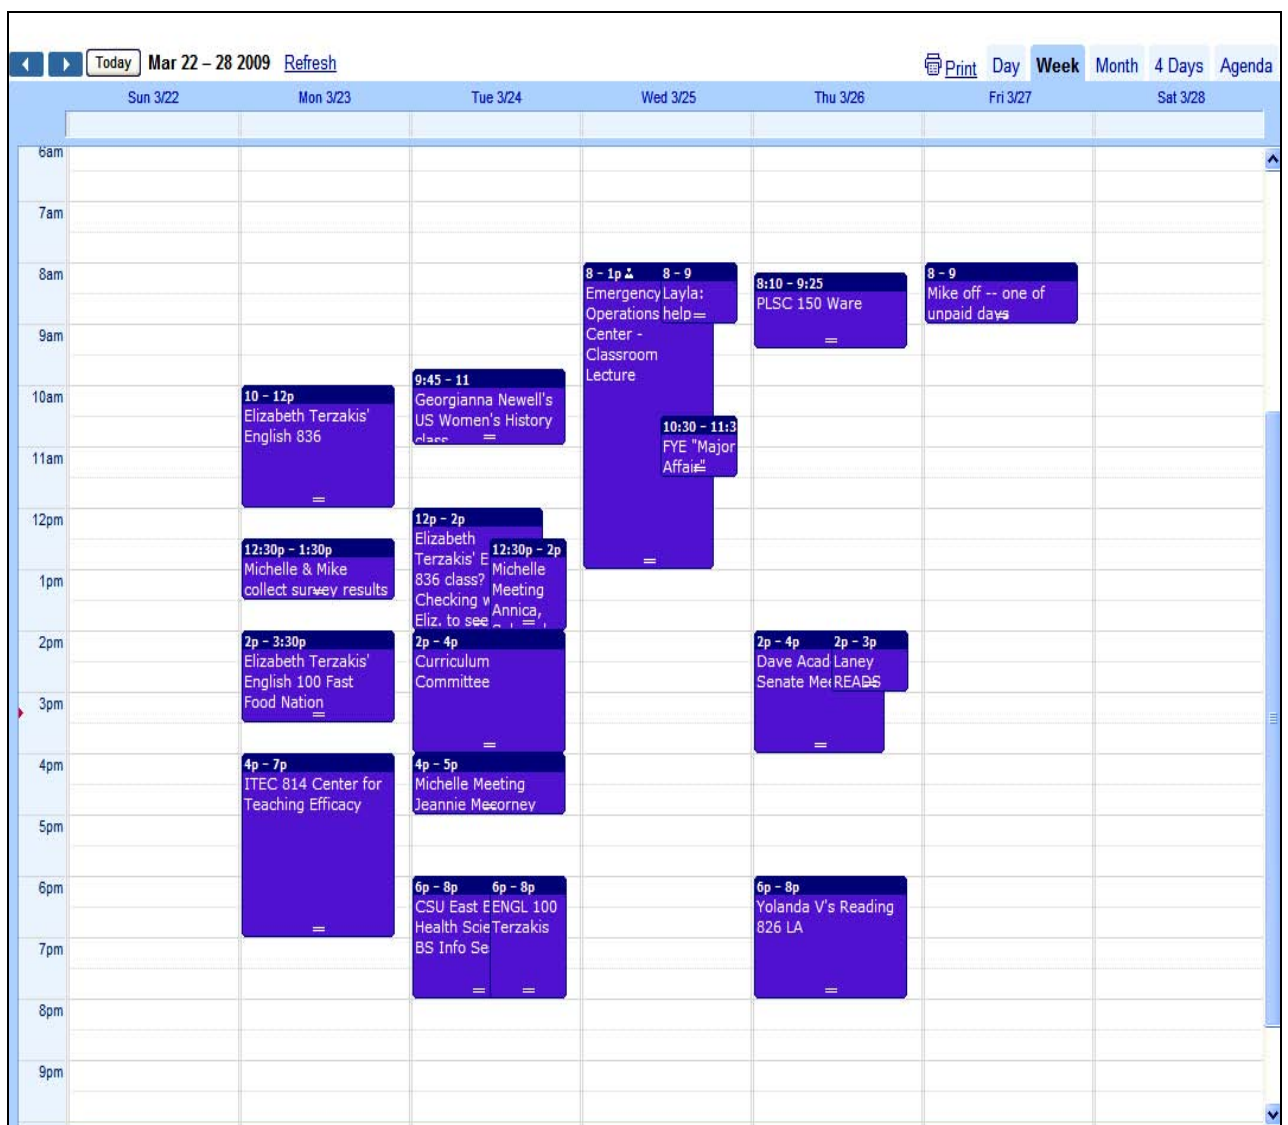 Today Mar 22 – 28 2009 Refresh Print Day Week Month 4 Days Agenda
Sun 3/22 Mon 3/23 Tue 3/24 Wed 3/25 Thu 3/26 Fri 3/27 Sat 3/28
6am
7am
8am
9am
10am
11am
12pm
1pm
2pm
3pm
4pm
5pm
6pm
7pm
8pm
9pm
10 – 12p
Elizabeth Terzakis'
English 836
12:30p – 1:30p
Michelle & Mike
collect survey results
2p – 3:30p
Elizabeth Terzakis'
English 100 Fast
Food Nation
4p – 7p
ITEC 814 Center for
Teaching Efficacy
9:45 – 11
Georgianna Newell's
US Women's History
class
12p – 2p
Elizabeth
Terzakis' E
836 class?
Checking w
Eliz. to see
12:30p – 2p
Michelle
Meeting
Annica,
2p – 4p
Curriculum
Committee
4p – 5p
Michelle Meeting
Jeannie
6p – 8p
CSU East
Health Scie
BS Info Se
6p – 8p
ENGL 100
Terzakis
8 – 1p
Emergency
Operations
Center -
Classroom
Lecture
8 – 9
Layla:
help
10:30 – 11:3
FYE "Major
Affair"
8:10 – 9:25
PLSC 150 Ware
2p – 4p
Dave Acad
Senate Me
2p – 3p
Laney
READS
6p – 8p
Yolanda V's Reading
826 LA
8 – 9
Mike off -- one of
unpaid days